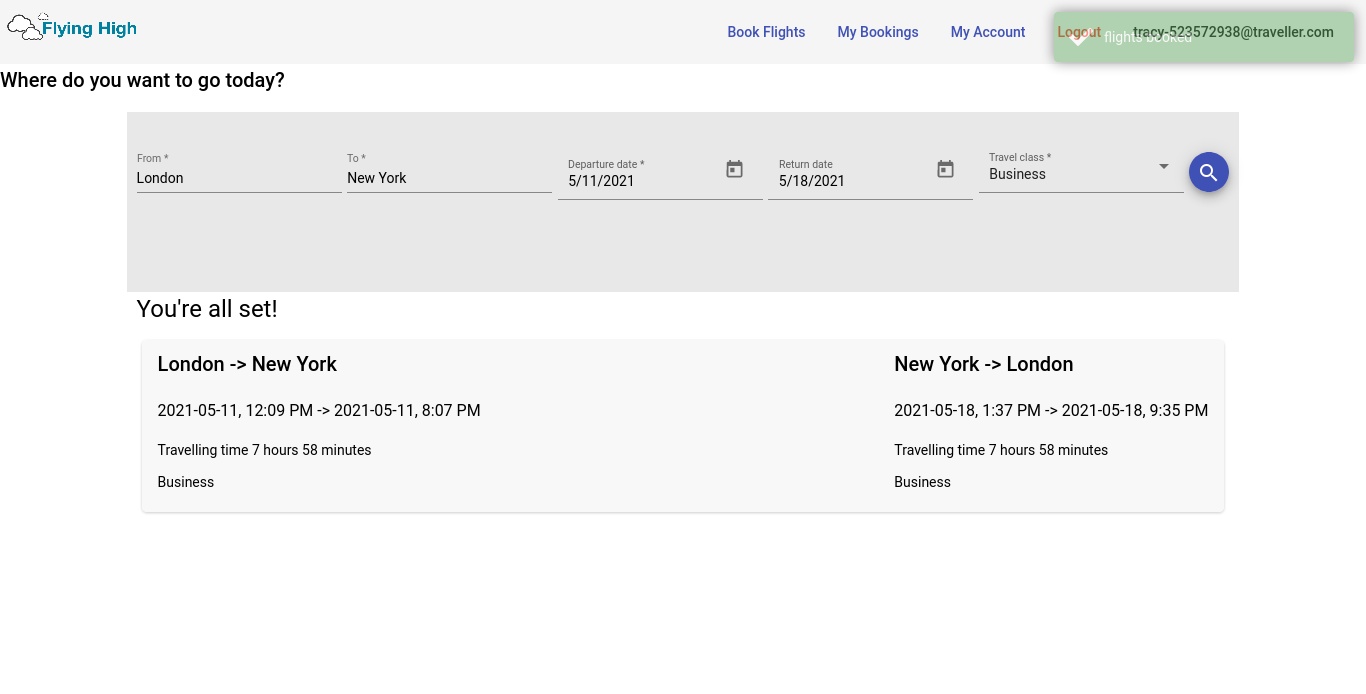 Flying High
Book Flights My Bookings My Account Logout tracy-523572938@traveller.com
flights booked
Where do you want to go today?
From * To * Departure date * Return date Travel class *
London New York 5/11/2021 5/18/2021 Business
You're all set!
London -> New York New York -> London
2021-05-11, 12:09 PM -> 2021-05-11, 8:07 PM 2021-05-18, 1:37 PM -> 2021-05-18, 9:35 PM
Travelling time 7 hours 58 minutes Travelling time 7 hours 58 minutes
Business Business